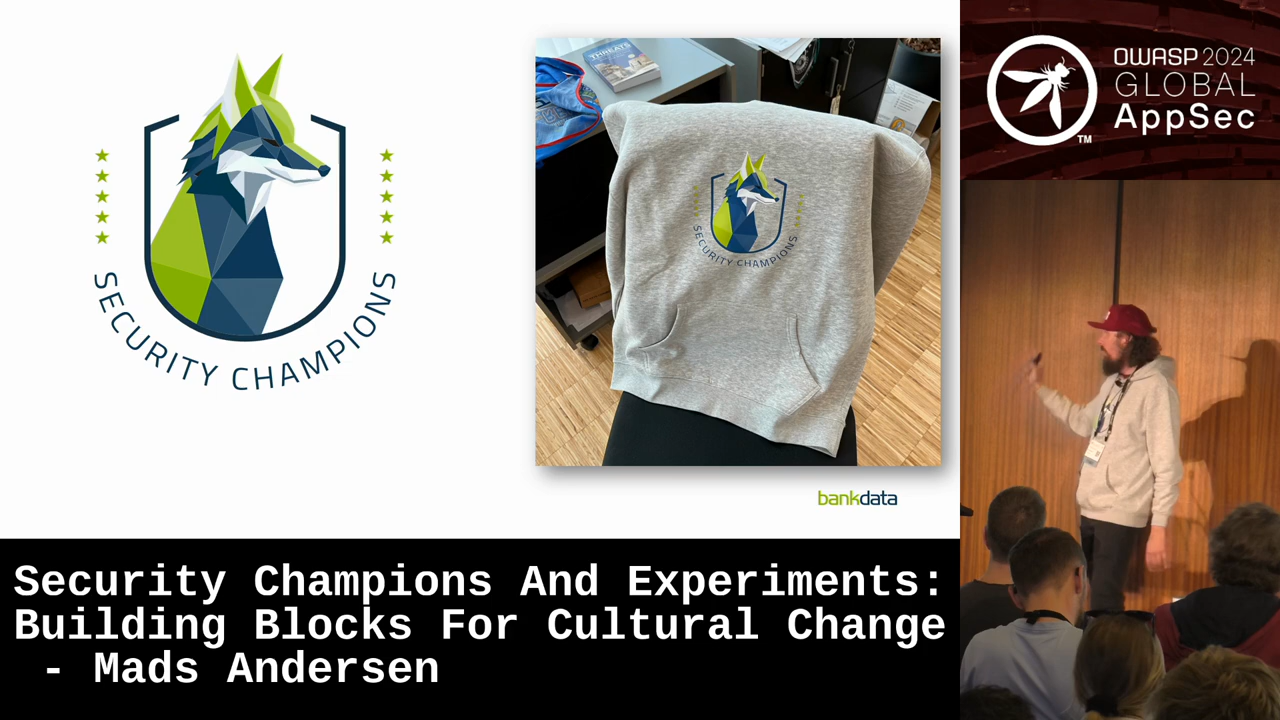 SECURITY CHAMPIONS
THREATS
SECURITY CHAMPIONS
bankdata
OWASP 2024
GLOBAL
AppSec
TM
Security Champions And Experiments:
Building Blocks For Cultural Change
- Mads Andersen